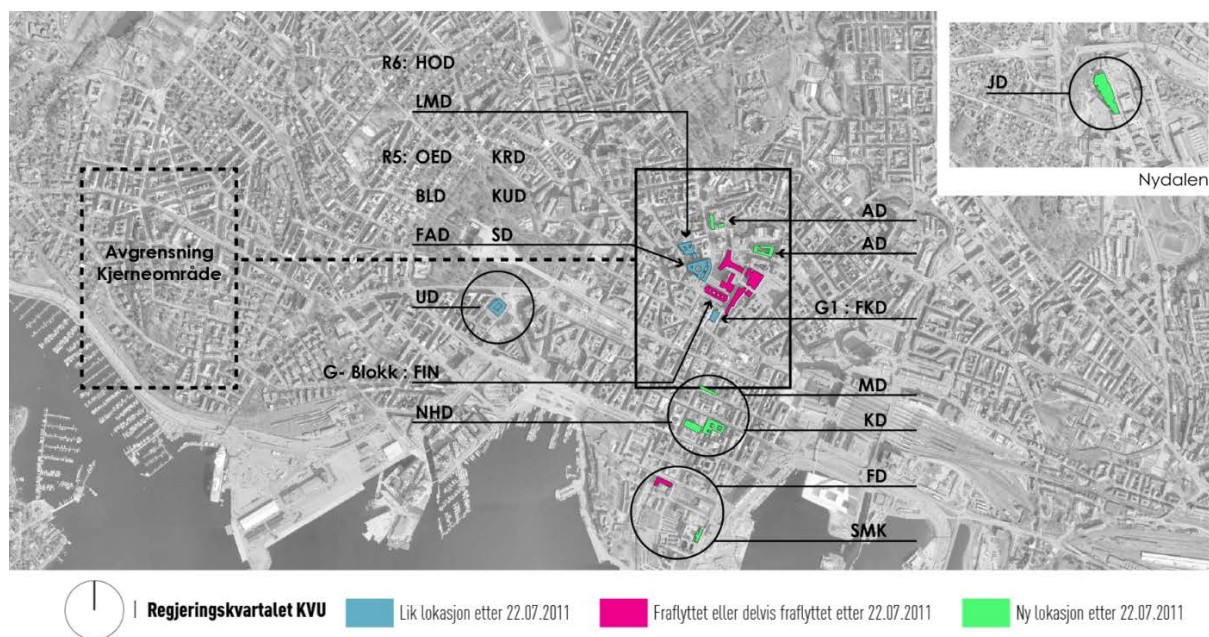 R6: HOD
LMD
R5: OED KRD
BLD KUD
FAD SD
Avgrensning
Kjerneområde
UD
G- Blokk : FIN
NHD
JD
Nydalen
AD
AD
G1 : FKD
MD
KD
FD
SMK
Regjeringskvartalet KVU
Lik lokasjon etter 22.07.2011
Fraflyttet eller delvis fraflyttet etter 22.07.2011
Ny lokasjon etter 22.07.2011